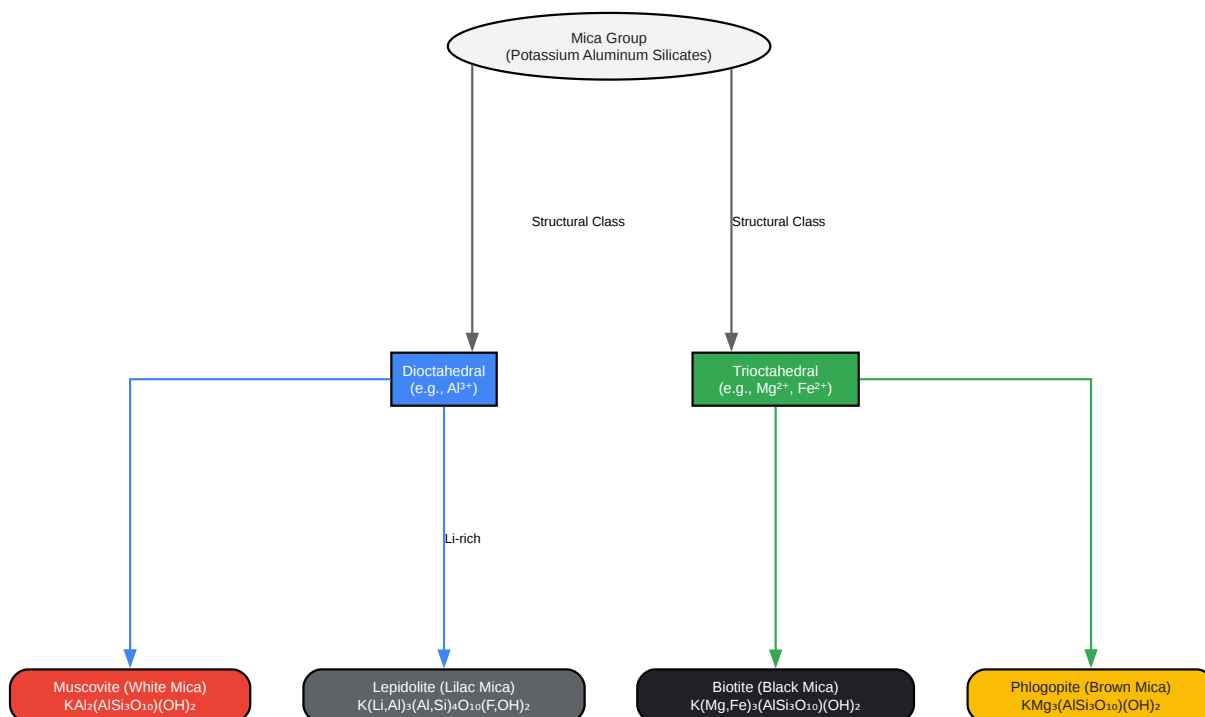 Mica Group
(Potassium Aluminum Silicates)
Structural Class
Structural Class
Dioctahedral
(e.g., Al³⁺)
Trioctahedral
(e.g., Mg²⁺, Fe²⁺)
Li-rich
Muscovite (White Mica)
KAl₂(AlSi₃O₁₀)(OH)₂
Lepidolite (Lilac Mica)
K(Li,Al)₃(Al,Si)₄O₁₀(F,OH)₂
Biotite (Black Mica)
K(Mg,Fe)₃(AlSi₃O₁₀)(OH)₂
Phlogopite (Brown Mica)
KMg₃(AlSi₃O₁₀)(OH)₂